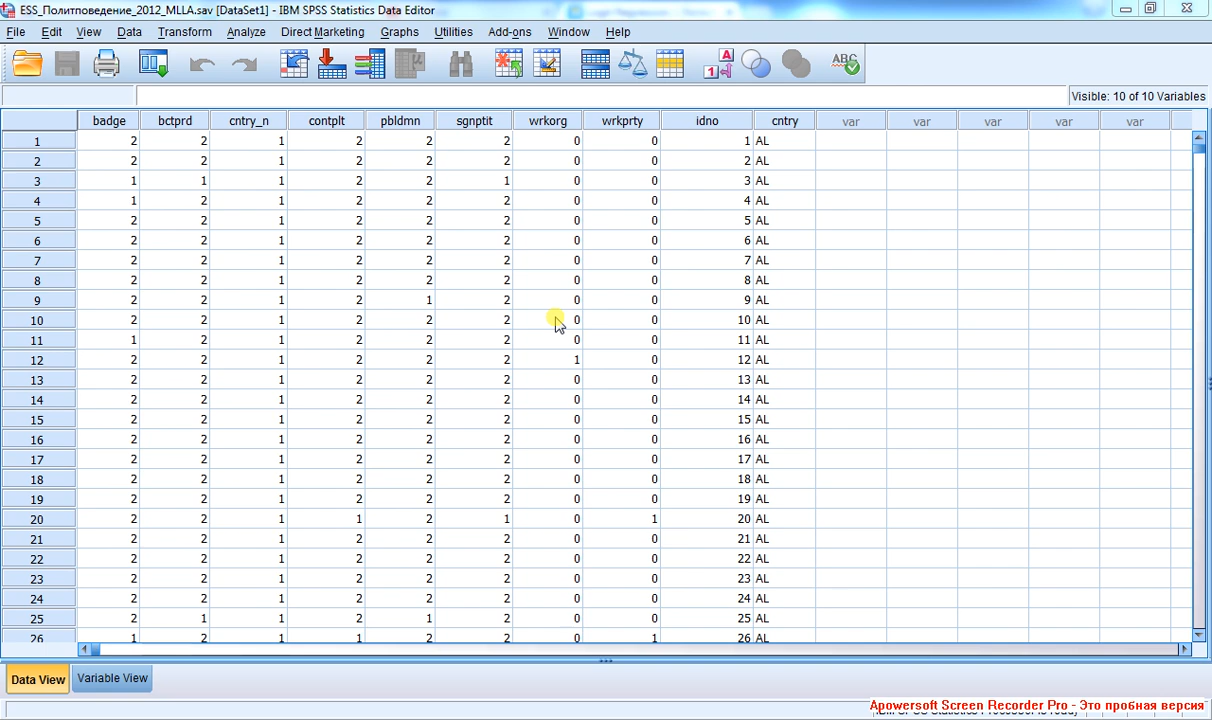 ESS_Политповедение_2012_MLLA.sav [DataSet1] - IBM SPSS Statistics Data Editor
File Edit View Data Transform Analyze Direct Marketing Graphs Utilities Add-ons Window Help
Visible: 10 of 10 Variables
badge bctprd cntry_n contplt pbldmn sgnptit wrkorg wrkprty idno cntry var var var var var
1 2 2 1 2 2 2 0 0 1 AL
2 2 2 1 2 2 2 0 0 2 AL
3 1 1 1 2 2 1 0 0 3 AL
4 1 2 1 2 2 2 0 0 4 AL
5 2 2 1 2 2 2 0 0 5 AL
6 2 2 1 2 2 2 0 0 6 AL
7 2 2 1 2 2 2 0 0 7 AL
8 2 2 1 2 2 2 0 0 8 AL
9 2 2 1 2 1 2 0 0 9 AL
10 2 2 1 2 2 2 0 0 10 AL
11 1 2 1 2 2 2 0 0 11 AL
12 2 2 1 2 2 2 1 0 12 AL
13 2 2 1 2 2 2 0 0 13 AL
14 2 2 1 2 2 2 0 0 14 AL
15 2 2 1 2 2 2 0 0 15 AL
16 2 2 1 2 2 2 0 0 16 AL
17 2 2 1 2 2 2 0 0 17 AL
18 2 2 1 2 2 2 0 0 18 AL
19 2 2 1 2 2 2 0 0 19 AL
20 2 2 1 1 2 1 0 1 20 AL
21 2 2 1 2 2 2 0 0 21 AL
22 2 2 1 2 2 2 0 0 22 AL
23 2 2 1 2 2 2 0 0 23 AL
24 2 2 1 2 2 2 0 0 24 AL
25 2 1 1 2 1 2 0 0 25 AL
26 1 2 1 1 2 2 0 1 26 AL
Data View Variable View
Apowersoft Screen Recorder Pro - Это пробная версия